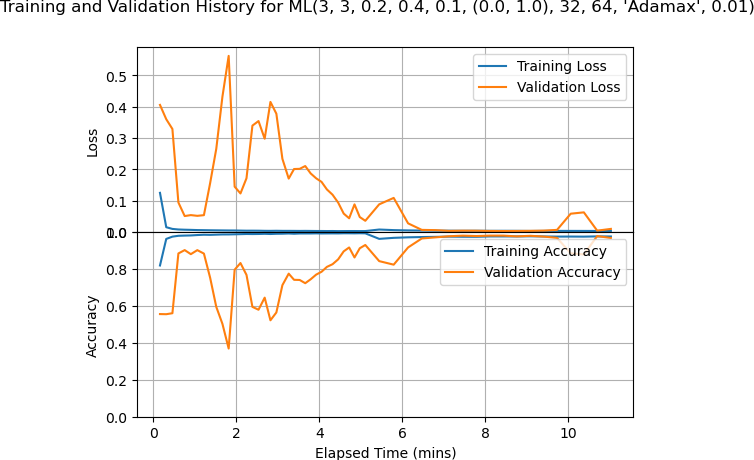 Training and Validation History for ML(3, 3, 0.2, 0.4, 0.1, (0.0, 1.0), 32, 64, 'Adamax', 0.01)
Training Loss
Validation Loss
Loss
0.5
0.4
0.3
0.2
0.1
0.0
1.0
Training Accuracy
Validation Accuracy
Accuracy
0.8
0.6
0.4
0.2
0.0
0
2
4
6
8
10
Elapsed Time (mins)